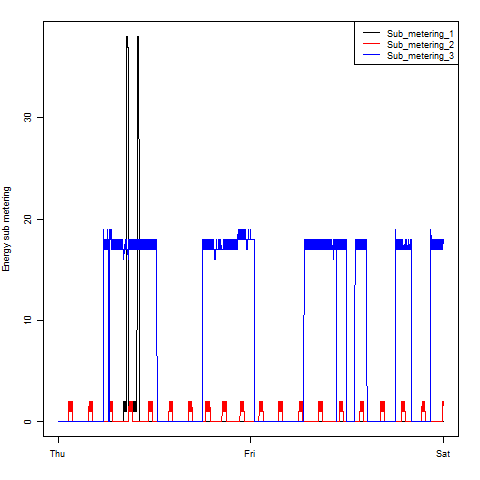 Sub_metering_1
Sub_metering_2
Sub_metering_3
Energy sub metering
30
20
10
0
Thu Fri Sat